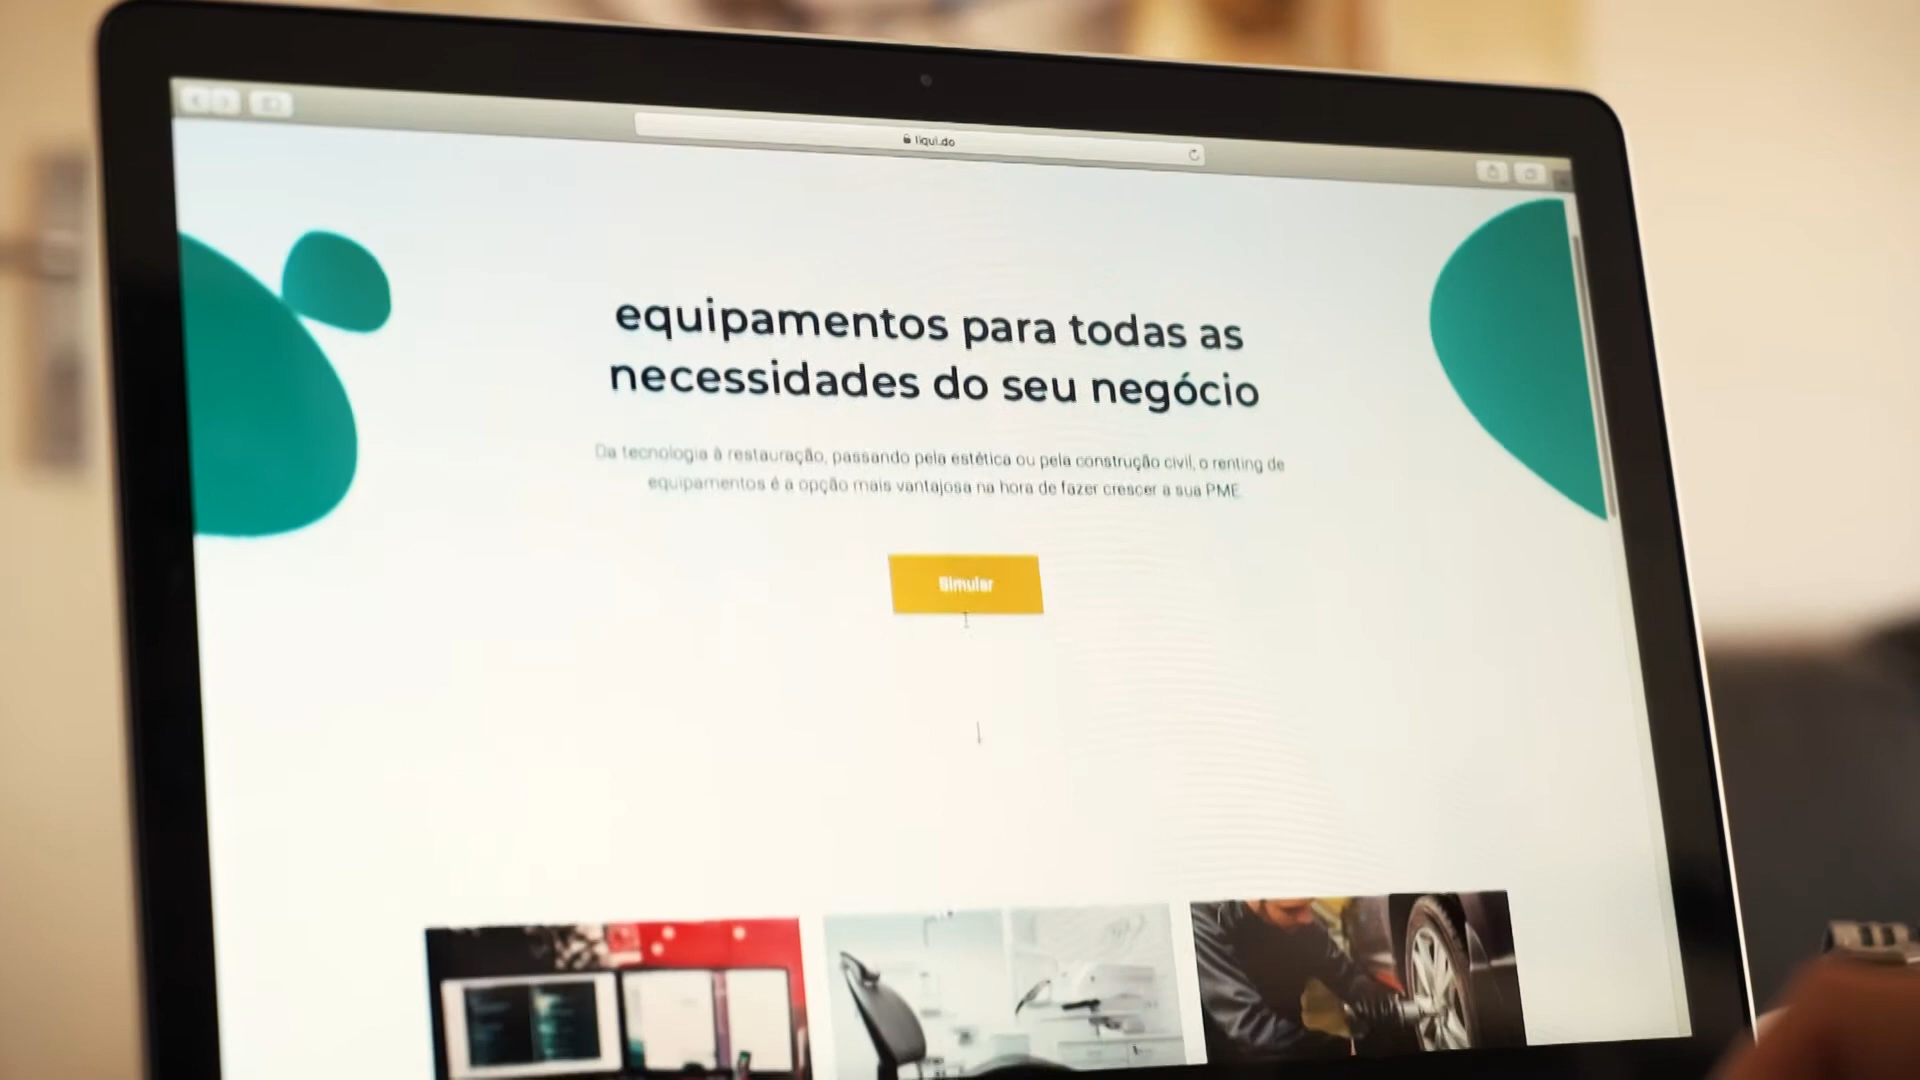 liqui.do
equipamentos para todas as
necessidades do seu negócio
Da tecnologia à restauração, passando pela estética ou pela construção civil, o renting de
equipamentos é a opção mais vantajosa na hora de fazer crescer a sua PME.
Simular